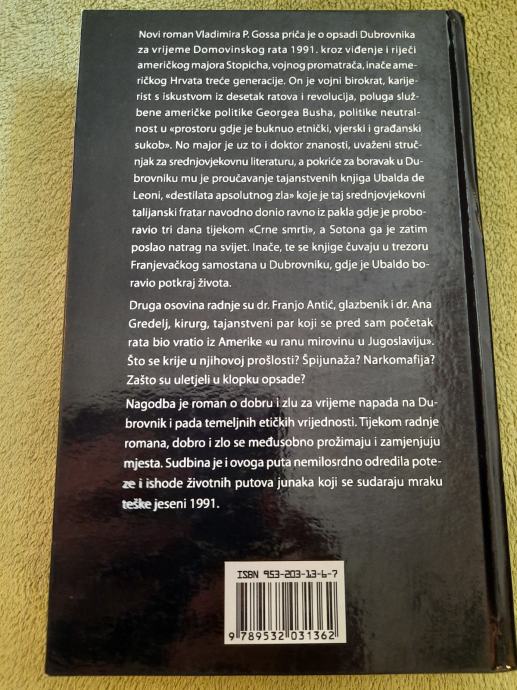 Novi roman Vladimira P. Gossa priča je o opsadi Dubrovnika
za vrijeme Domovinskog rata 1991. kroz viđenje i riječi
američkog majora Stopicha, vojnog promatrača, inače ame-
ričkog Hrvata treće generacije. On je vojni birokrat, karije-
rist s iskustvom iz desetak ratova i revolucija, poluga služ-
bene američke politike Georgea Busha, politike neutral-
nost u «prostoru gdje je buknuo etnički, vjerski i građanski
sukob». No major je uz to i doktor znanosti, uvaženi struč-
njak za srednjovjekovnu literaturu, a pokriće za boravak u Du-
brovniku mu je proučavanje tajanstvenih knjiga Ubalda de
Leoni, «destilata apsolutnog zla» koje je taj srednjovjekovni
talijanski fratar navodno donio ravno iz pakla gdje je probo-
ravio tri dana tijekom «Crne smrti», a Sotona ga je zatim
poslao natrag na svijet. Inače, te se knjige čuvaju u trezoru
Franjevačkog samostana u Dubrovniku, gdje je Ubaldo bo-
ravio potkraj života.
Druga osovina radnje su dr. Franjo Antić, glazbenik i dr. Ana
Gredelj, kirurg, tajanstveni par koji se pred sam početak
rata bio vratio iz Amerike «u ranu mirovinu u Jugoslaviju».
Što se krije u njihovoj prošlosti? Špijunaža? Narkomafija?
Zašto su uletjeli u klopku opsade?
Nagodba je roman o dobru i zlu za vrijeme napada na Du-
brovnik i pada temeljnih etičkih vrijednosti. Tijekom radnje
romana, dobro i zlo se međusobno prožimaju i zamjenjuju
mjesta. Sudbina je i ovoga puta nemilosrdno odredila pote-
ze i ishode životnih putova junaka koji se sudaraju mraku
teške jeseni 1991.
ISBN 953-203-13-6-7
9 789532 031362